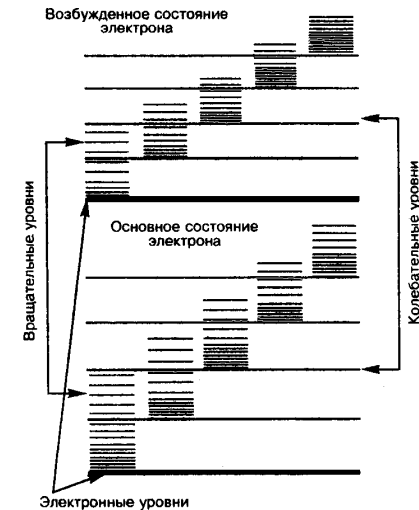 Возбужденное состояние
электрона
Основное состояние
электрона
Вращательные уровни
Колебательные уровни
Электронные уровни